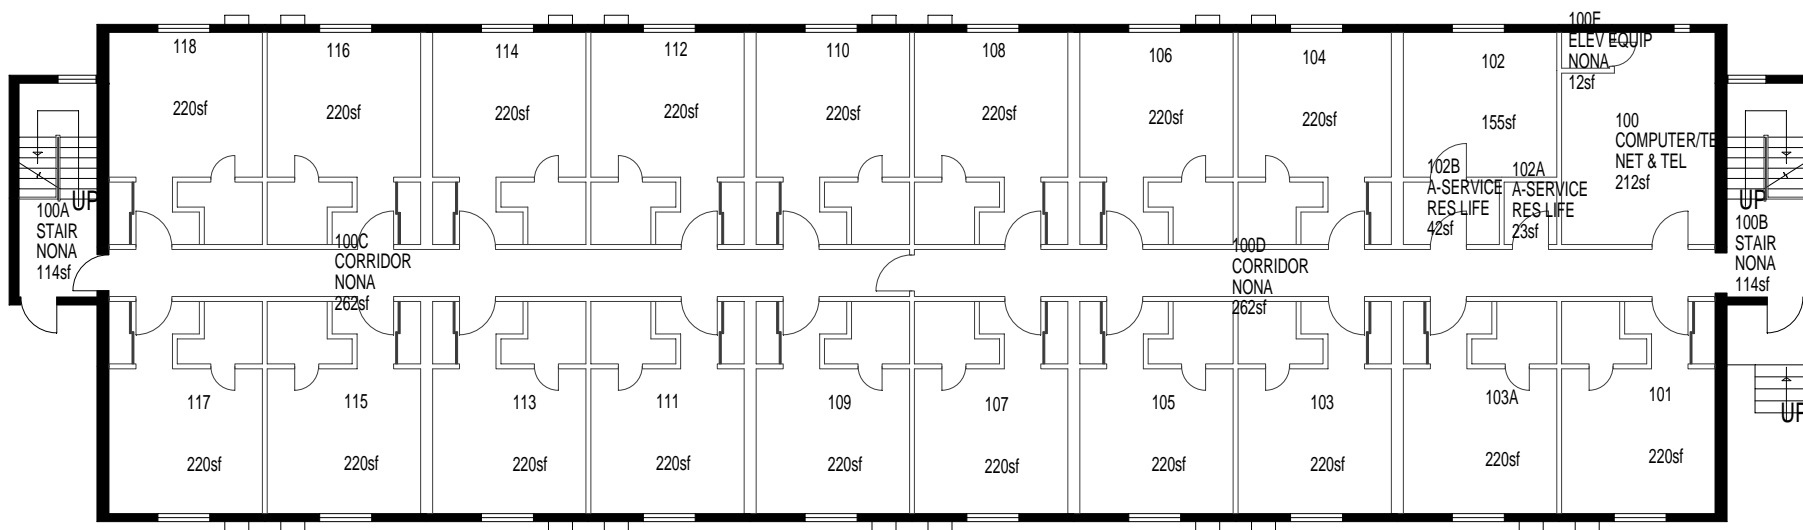 118
220sf
116
220sf
114
220sf
112
220sf
110
220sf
108
220sf
106
220sf
104
220sf
102
155sf
100E
ELEV EQUIP
NONA
12sf
100
COMPUTER/TE
NET & TEL
212sf
102B
A-SERVICE
RES LIFE
42sf
102A
A-SERVICE
RES LIFE
23sf
UP
100A
STAIR
NONA
114sf
100C
CORRIDOR
NONA
262sf
100D
CORRIDOR
NONA
262sf
UP
100B
STAIR
NONA
114sf
117
220sf
115
220sf
113
220sf
111
220sf
109
220sf
107
220sf
105
220sf
103
220sf
103A
220sf
101
220sf
UP